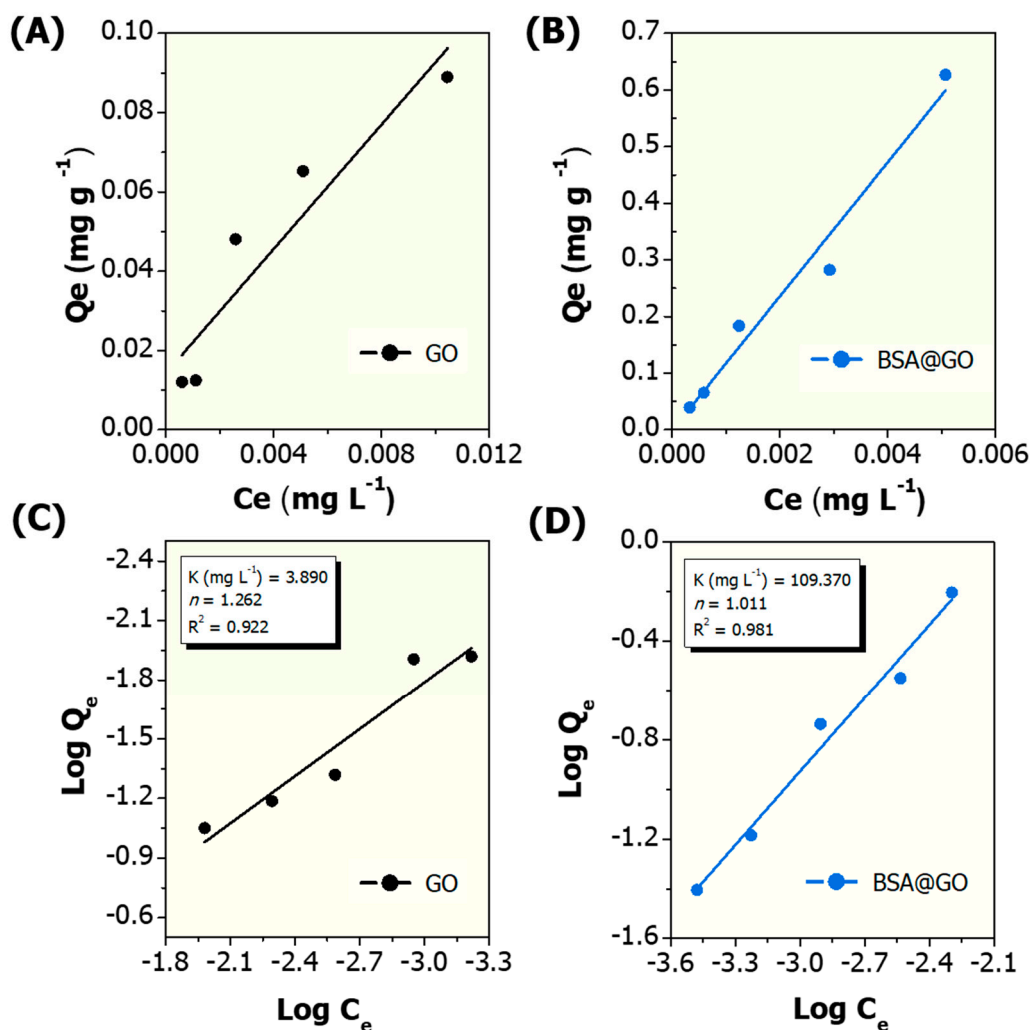 (A)
0.10
0.08
0.06
0.04
0.02
0.00
Qe (mg g -1)
GO
0.000 0.004 0.008 0.012
Ce (mg L-1)
(B)
0.7
0.6
0.5
0.4
0.3
0.2
0.1
0.0
Qe (mg g -1)
BSA@GO
0.000 0.002 0.004 0.006
Ce (mg L-1)
(C)
-2.4
-2.1
-1.8
-1.5
-1.2
-0.9
-0.6
Log Qe
K (mg L-1) = 3.890
n = 1.262
R2 = 0.922
GO
-1.8 -2.1 -2.4 -2.7 -3.0 -3.3
Log Ce
(D)
0.0
-0.4
-0.8
-1.2
-1.6
Log Qe
K (mg L-1) = 109.370
n = 1.011
R2 = 0.981
BSA@GO
-3.6 -3.3 -3.0 -2.7 -2.4 -2.1
Log Ce